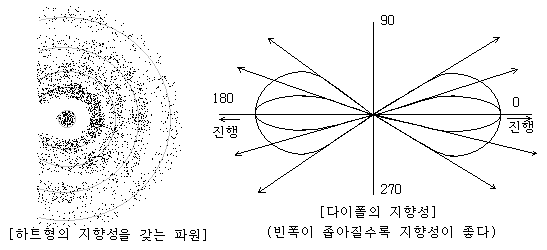 90
180
0
진행
진행
270
[하트형의 지향성을 갖는 파원]
[다이폴의 지향성]
(빈폭이 좁아질수록 지향성이 좋다)